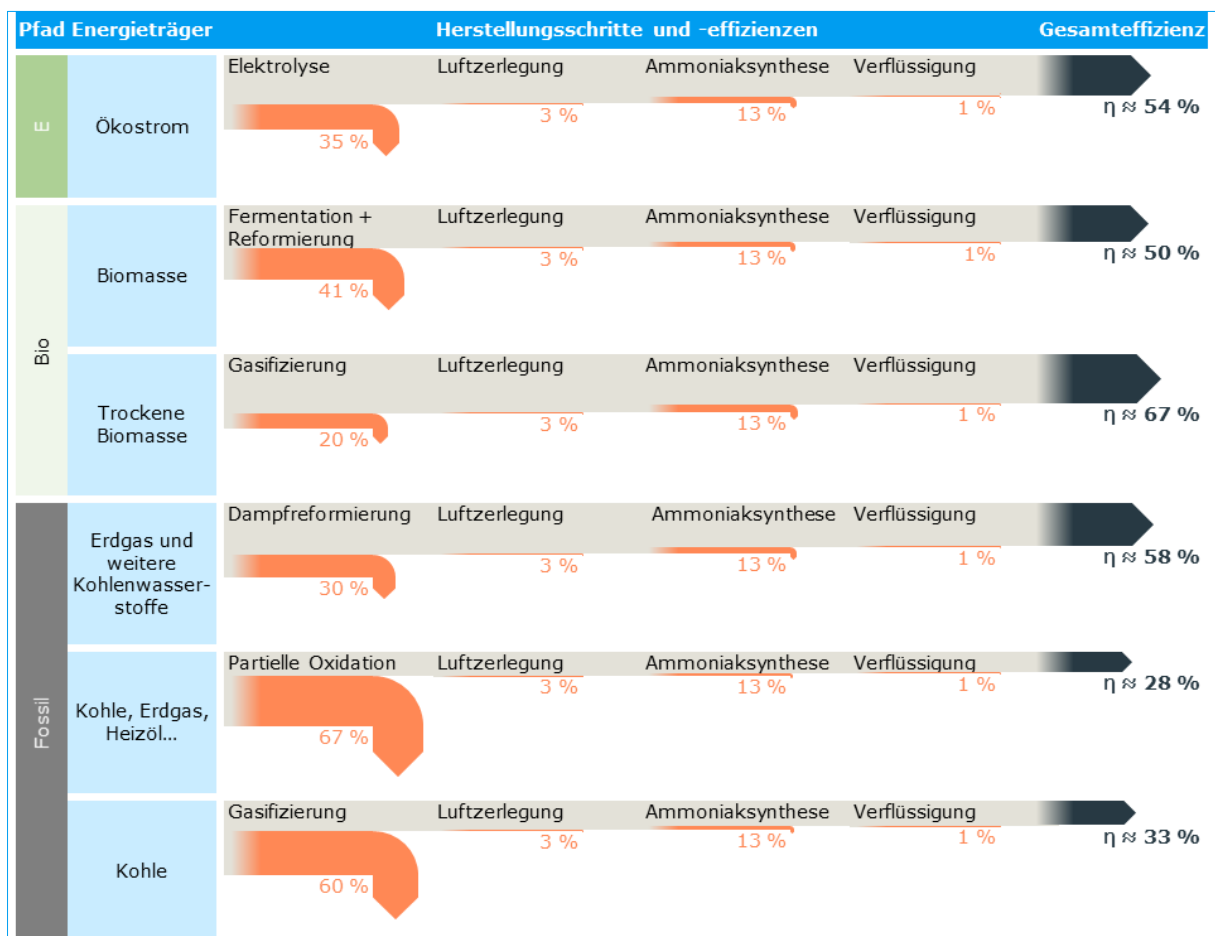 Pfad Energieträger Herstellungsschritte und -effizienzen Gesamteffizienz
E
Ökostrom
Elektrolyse Luftzerlegung Ammoniaksynthese Verflüssigung
35 % 3 % 13 % 1 % η ≈ 54 %
Bio
Biomasse
Fermentation +
Reformierung
Luftzerlegung Ammoniaksynthese Verflüssigung
41 % 3 % 13 % 1% η ≈ 50 %
Trockene
Biomasse
Gasifizierung Luftzerlegung Ammoniaksynthese Verflüssigung
20 % 3 % 13 % 1 % η ≈ 67 %
Fossil
Erdgas und
weitere
Kohlenwasser-
stoffe
Dampfreformierung Luftzerlegung Ammoniaksynthese Verflüssigung
30 % 3 % 13 % 1 % η ≈ 58 %
Kohle, Erdgas,
Heizöl...
Partielle Oxidation Luftzerlegung Ammoniaksynthese Verflüssigung
67 % 3 % 13 % 1 % η ≈ 28 %
Kohle
Gasifizierung Luftzerlegung Ammoniaksynthese Verflüssigung
60 % 3 % 13 % 1 % η ≈ 33 %